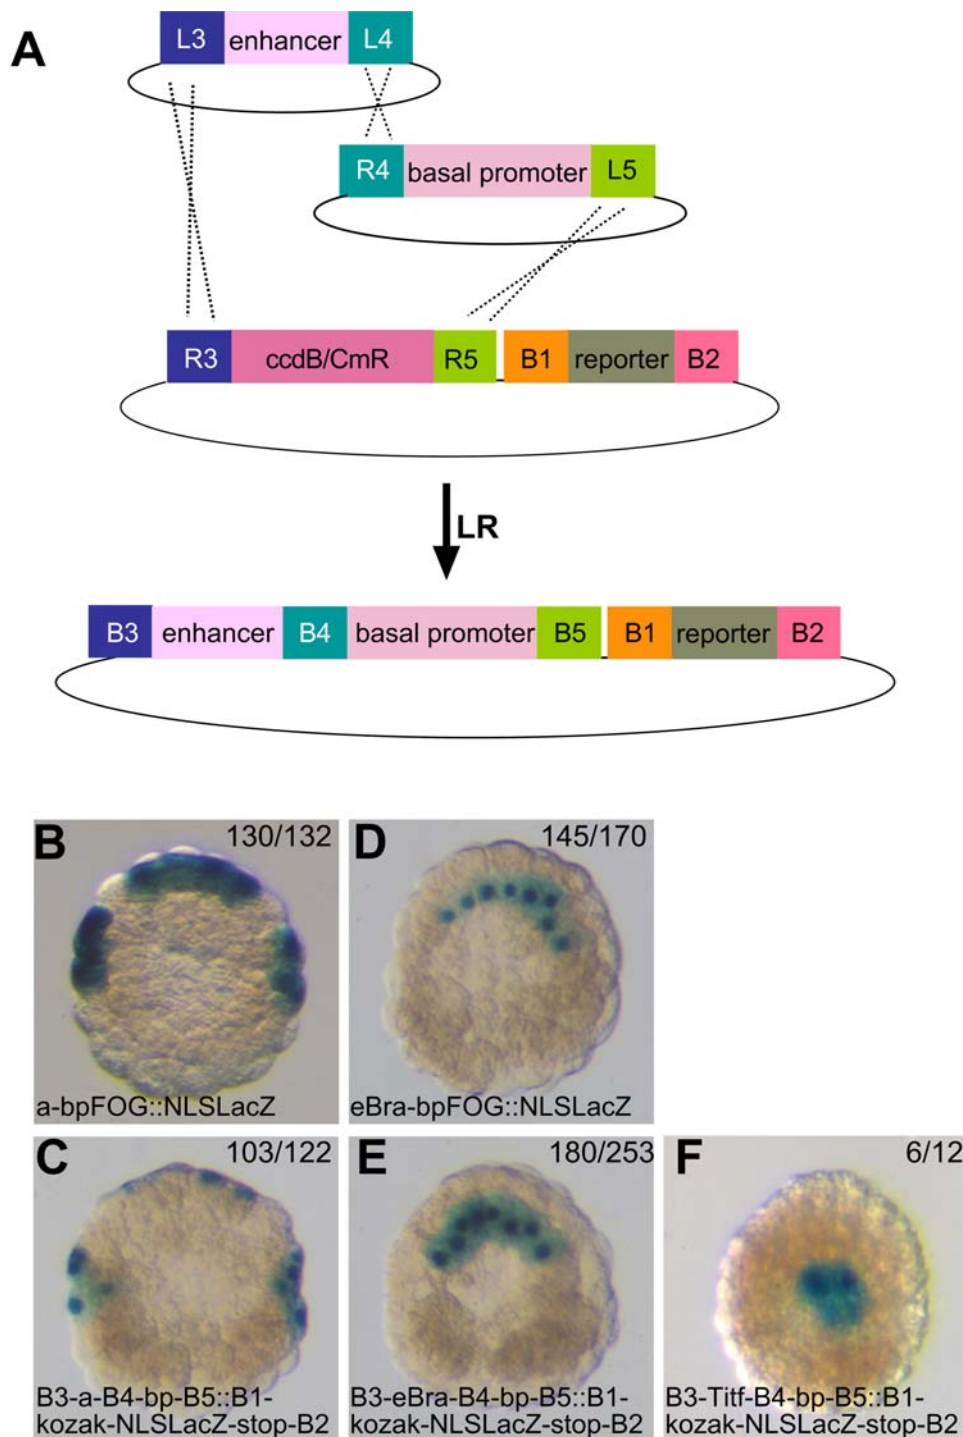 A
L3 enhancer L4
R4 basal promoter L5
R3 ccdB/CmR R5 B1 reporter B2
LR
B3 enhancer B4 basal promoter B5 B1 reporter B2
B 130/132
a-bpFOG::NLSLacZ
D 145/170
eBra-bpFOG::NLSLacZ
C 103/122
B3-a-B4-bp-B5::B1-
kozak-NLSLacZ-stop-B2
E 180/253
B3-eBra-B4-bp-B5::B1-
kozak-NLSLacZ-stop-B2
F 6/12
B3-Titf-B4-bp-B5::B1-
kozak-NLSLacZ-stop-B2